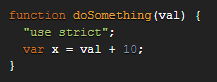 function doSomething(val) {
  "use strict";
  var x = val + 10;
}